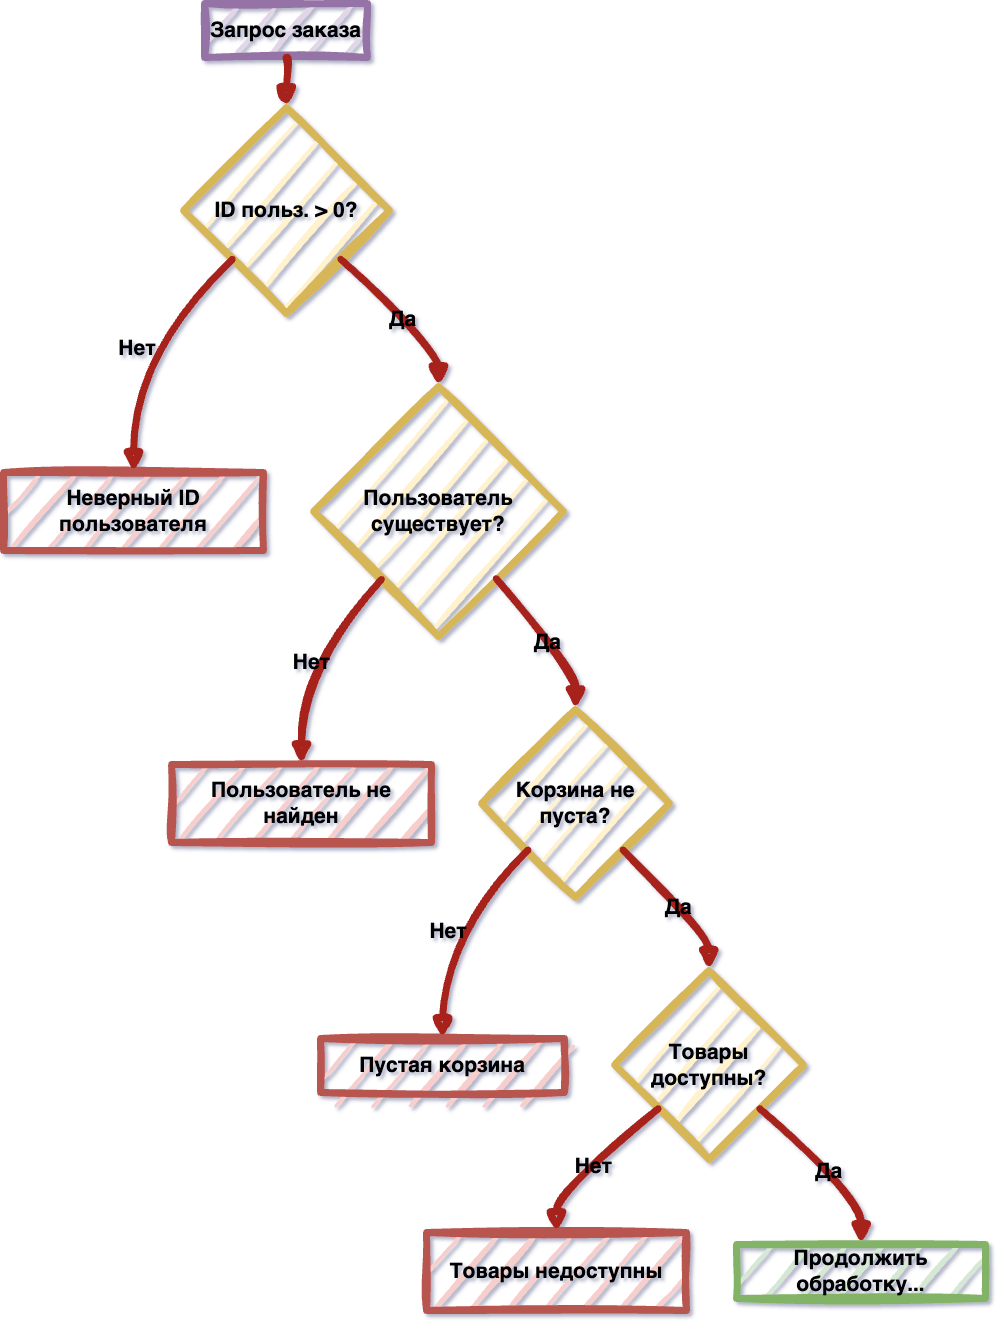 Запрос заказа
ID польз. > 0?
Да
Нет
Неверный ID
пользователя
Пользователь
существует?
Да
Нет
Пользователь не
найден
Корзина не
пуста?
Да
Нет
Пустая корзина
Товары
доступны?
Нет
Да
Товары недоступны
Продолжить
обработку...